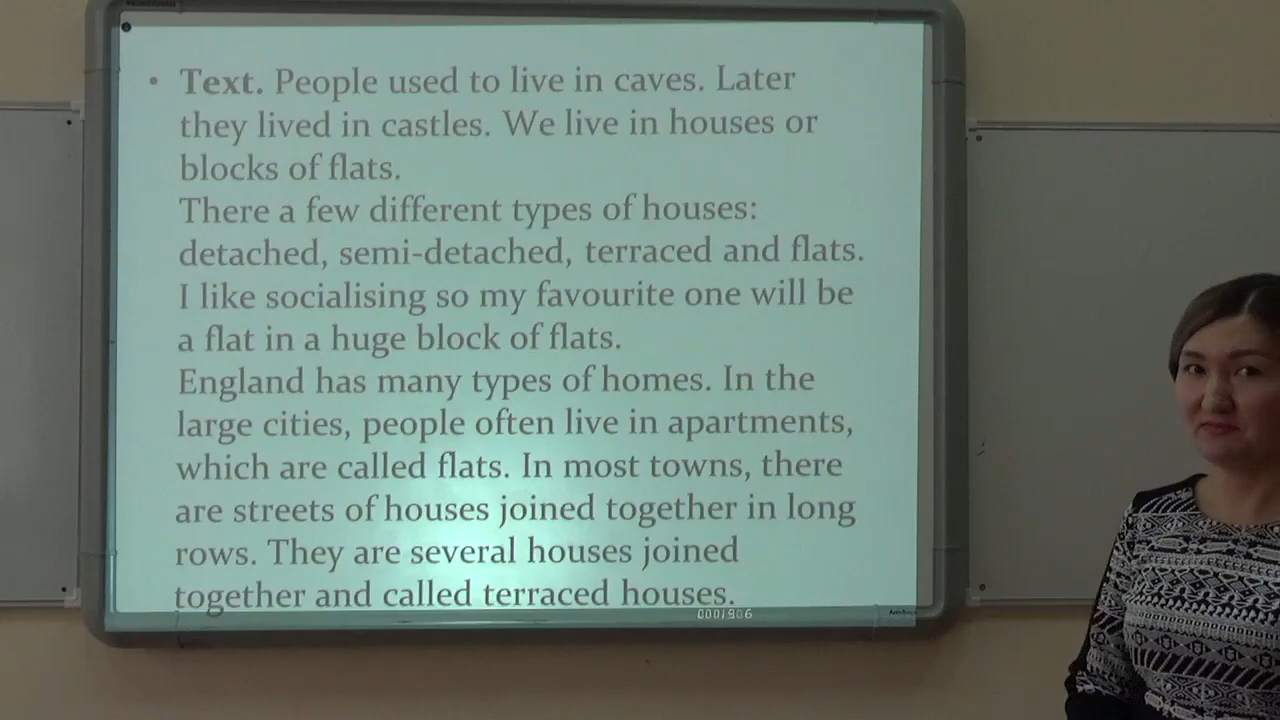 • Text. People used to live in caves. Later
they lived in castles. We live in houses or
blocks of flats.
There a few different types of houses:
detached, semi-detached, terraced and flats.
I like socialising so my favourite one will be
a flat in a huge block of flats.
England has many types of homes. In the
large cities, people often live in apartments,
which are called flats. In most towns, there
are streets of houses joined together in long
rows. They are several houses joined
together and called terraced houses.